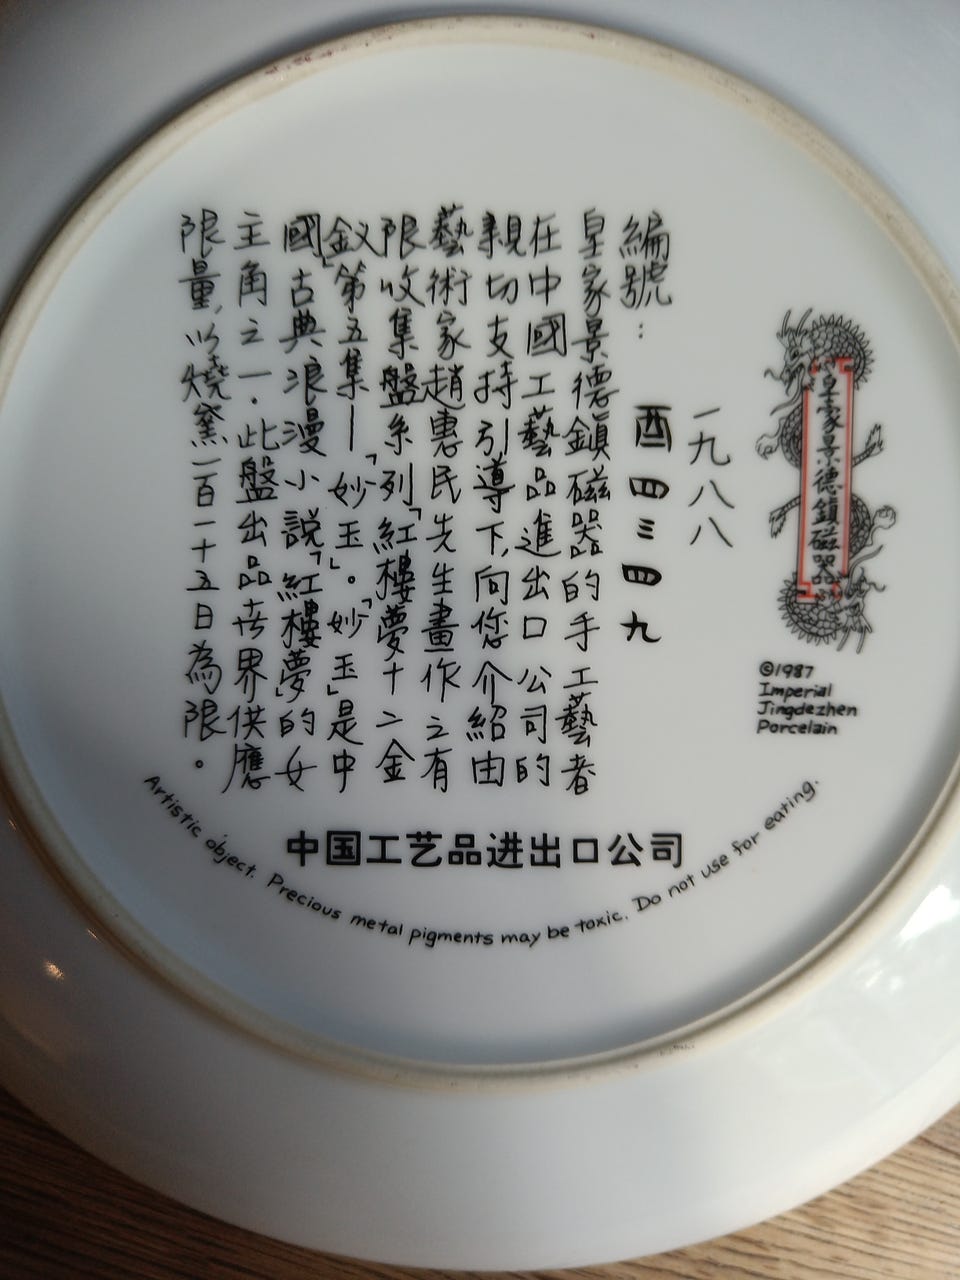 皇家景德鎮磁器
©1987
Imperial
Jingdezhen
Porcelain
一九八八
編號：酉四三四九
皇家景德鎮磁器的手工藝者
在中國工藝品進出口公司的
親切支持引導下,向您介紹由
藝術家趙惠民先生畫作之有
限收集盤系列「紅樓夢十二金
釵」第五集—「妙玉」。「妙玉」是中
國古典浪漫小說「紅樓夢」的女
主角之一.此盤出品世界供應
限量,以燒窯一百一十五日為限。
中国工艺品进出口公司
Artistic object. Precious metal pigments may be toxic. Do not use for eating.